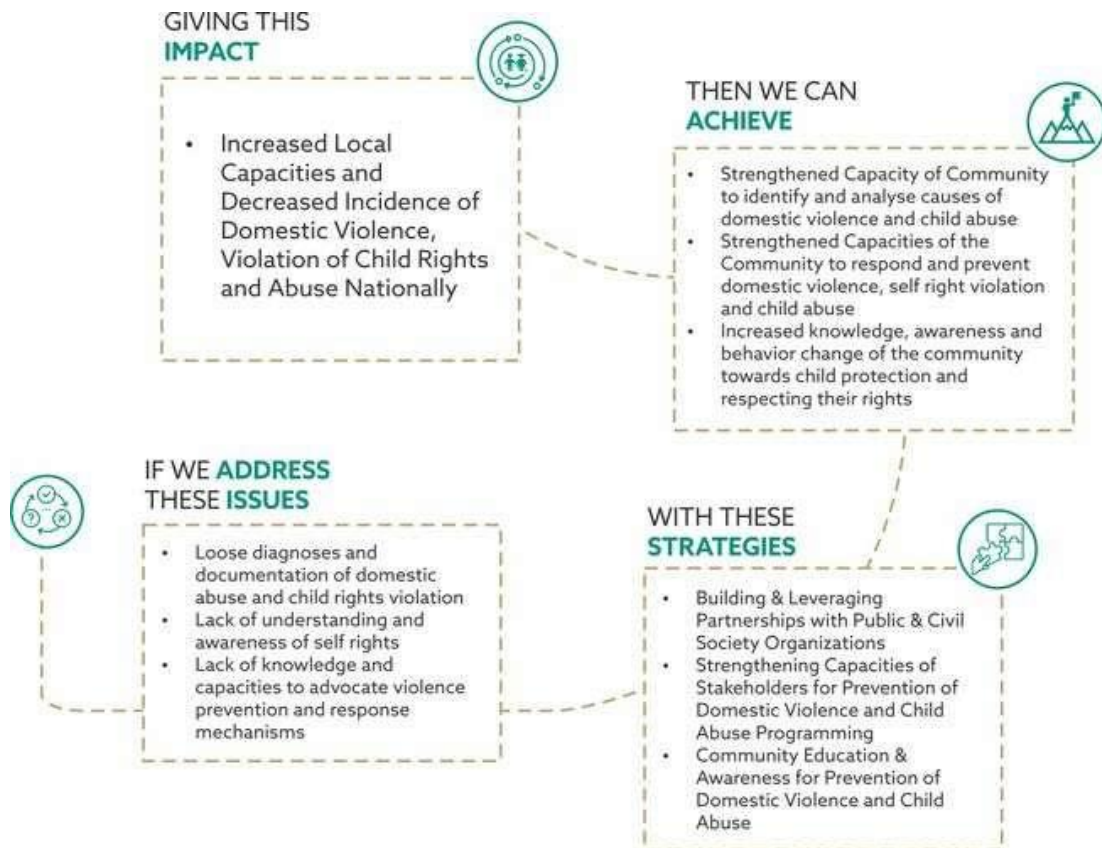 GIVING THIS
IMPACT
• Increased Local
Capacities and
Decreased Incidence of
Domestic Violence,
Violation of Child Rights
and Abuse Nationally
THEN WE CAN
ACHIEVE
• Strengthened Capacity of Community
to identify and analyse causes of
domestic violence and child abuse
• Strengthened Capacities of the
Community to respond and prevent
domestic violence, self right violation
and child abuse
• Increased knowledge, awareness and
behavior change of the community
towards child protection and
respecting their rights
IF WE ADDRESS
THESE ISSUES
• Loose diagnoses and
documentation of domestic
abuse and child rights violation
• Lack of understanding and
awareness of self rights
• Lack of knowledge and
capacities to advocate violence
prevention and response
mechanisms
WITH THESE
STRATEGIES
• Building & Leveraging
Partnerships with Public & Civil
Society Organizations
• Strengthening Capacities of
Stakeholders for Prevention of
Domestic Violence and Child
Abuse Programming
• Community Education &
Awareness for Prevention of
Domestic Violence and Child
Abuse